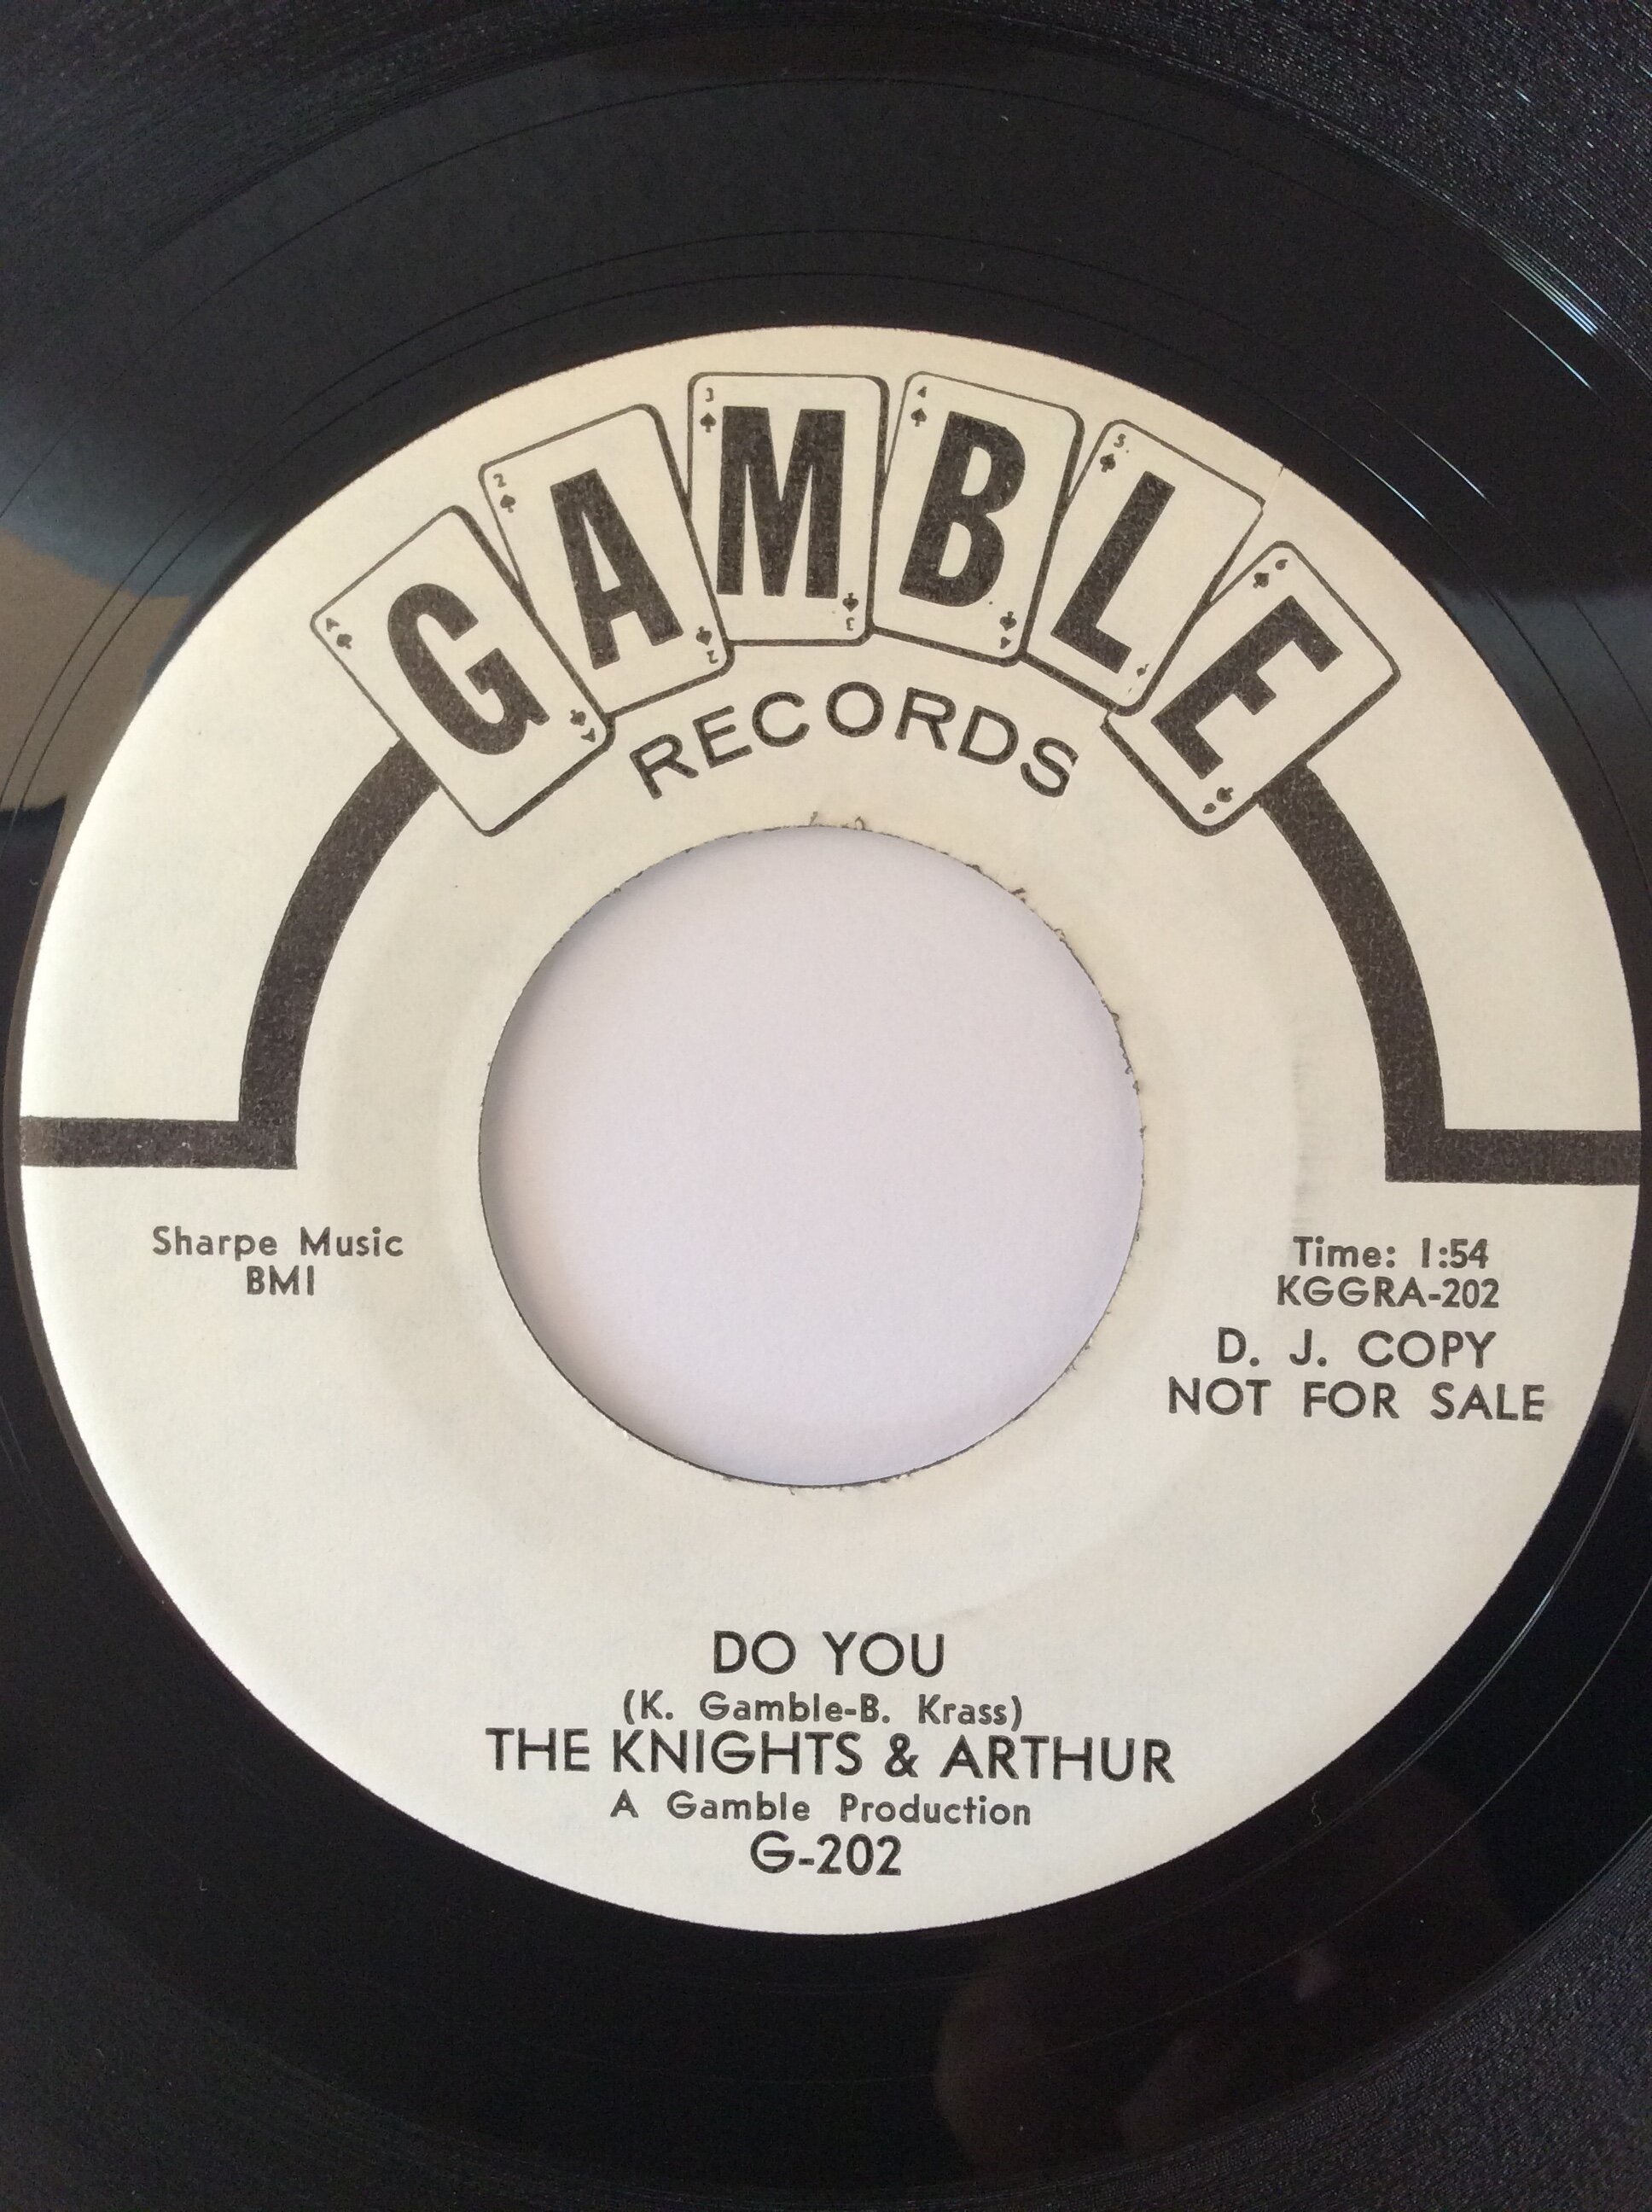 GAMBLE
RECORDS
Sharpe Music
BMI
Time: 1:54
KGGRA-202
D. J. COPY
NOT FOR SALE
DO YOU
(K. Gamble-B. Krass)
THE KNIGHTS & ARTHUR
A Gamble Production
G-202